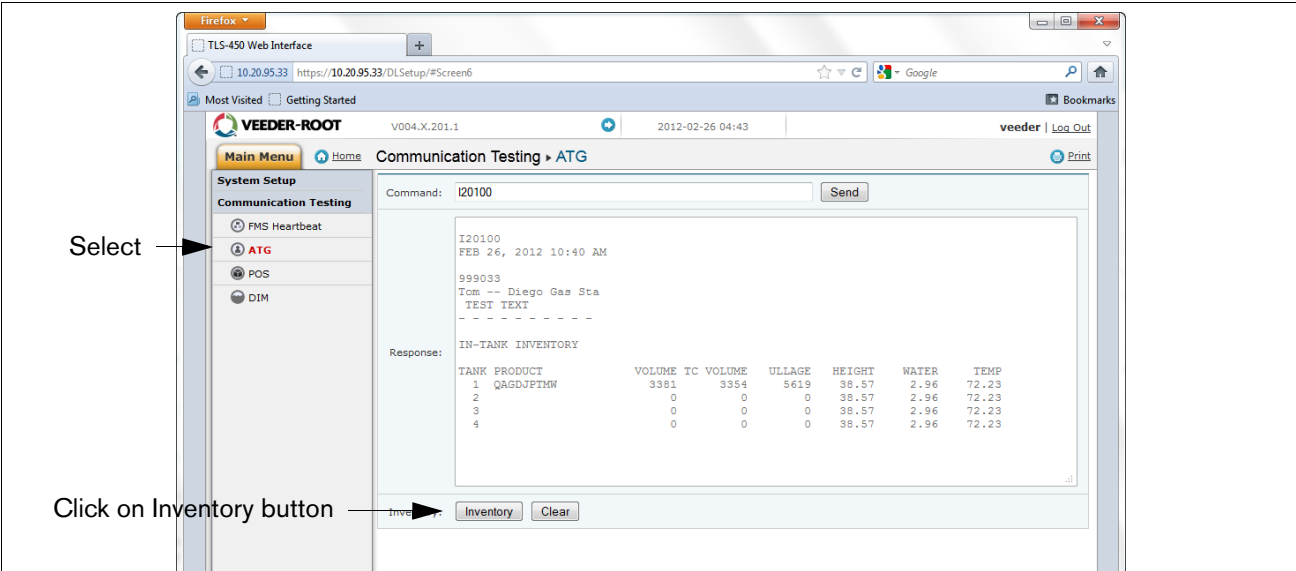 Firefox
TLS-450 Web Interface
10.20.95.33 https://10.20.95.33/DLSetup/#Screen6 Google
Most Visited Getting Started Bookmarks
VEEDER-ROOT V004.X.201.1 2012-02-26 04:43 veeder | Log Out
Main Menu Home Communication Testing ▸ ATG Print
System Setup
Communication Testing
Command: I20100 Send
FMS Heartbeat
Select
ATG
POS
DIM
Response:
I20100
FEB 26, 2012 10:40 AM
999033
Tom -- Diego Gas Sta
TEST TEXT
- - - - - - - - - -
IN-TANK INVENTORY
TANK PRODUCT VOLUME TC VOLUME ULLAGE HEIGHT WATER TEMP
1 QAGDJPTMW 3381 3354 5619 38.57 2.96 72.23
2 0 0 0 38.57 2.96 72.23
3 0 0 0 38.57 2.96 72.23
4 0 0 0 38.57 2.96 72.23
Click on Inventory button
Inventory Clear